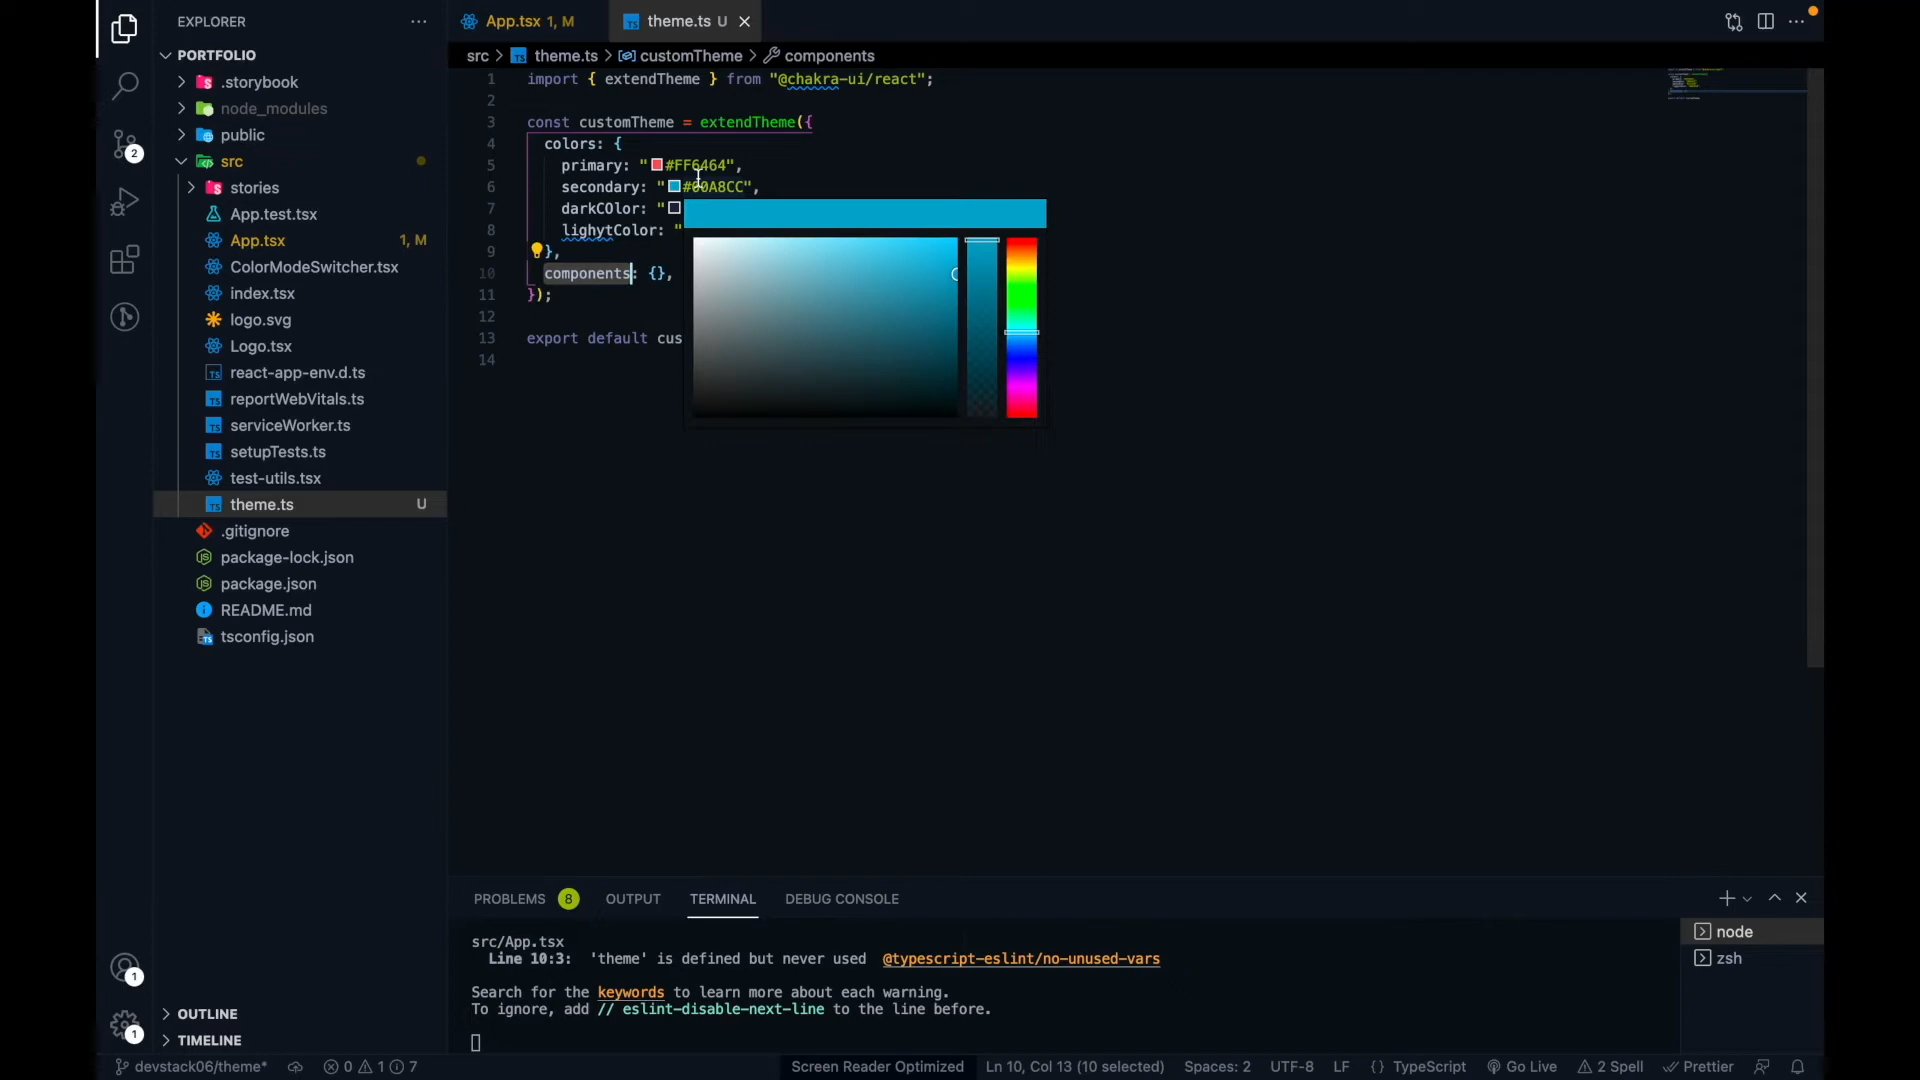 EXPLORER
PORTFOLIO
.storybook
node_modules
public
src
stories
App.test.tsx
App.tsx 1, M
ColorModeSwitcher.tsx
index.tsx
logo.svg
Logo.tsx
react-app-env.d.ts
reportWebVitals.ts
serviceWorker.ts
setupTests.ts
test-utils.tsx
theme.ts U
.gitignore
package-lock.json
package.json
README.md
tsconfig.json
OUTLINE
TIMELINE
2
1
1
App.tsx 1, M
theme.ts U
src > theme.ts > customTheme > components
1 import { extendTheme } from "@chakra-ui/react";
2
3 const customTheme = extendTheme({
4 colors: {
5 primary: "#FF6464",
6 secondary: "#00A8CC",
7 darkCOlor: "
8 lighytColor: "
9 },
10 components: {},
11 });
12
13 export default cus
14
PROBLEMS 8 OUTPUT TERMINAL DEBUG CONSOLE
src/App.tsx
Line 10:3: 'theme' is defined but never used @typescript-eslint/no-unused-vars
Search for the keywords to learn more about each warning.
To ignore, add // eslint-disable-next-line to the line before.
node
zsh
devstack06/theme* 0 1 7 Screen Reader Optimized Ln 10, Col 13 (10 selected) Spaces: 2 UTF-8 LF {} TypeScript Go Live 2 Spell Prettier